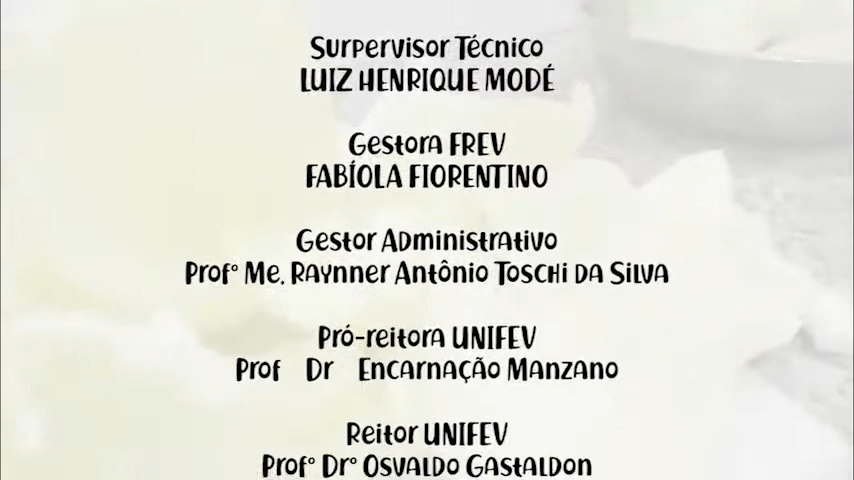 Surpervisor Técnico
LUIZ HENRIQUE MODÉ
Gestora FREV
FABÍOLA FIORENTINO
Gestor Administrativo
Profº Me. Raynner Antônio Toschi da Silva
Pró-reitora UNIFEV
Prof Dr Encarnação Manzano
Reitor UNIFEV
Profº Drº Osvaldo Gastaldon